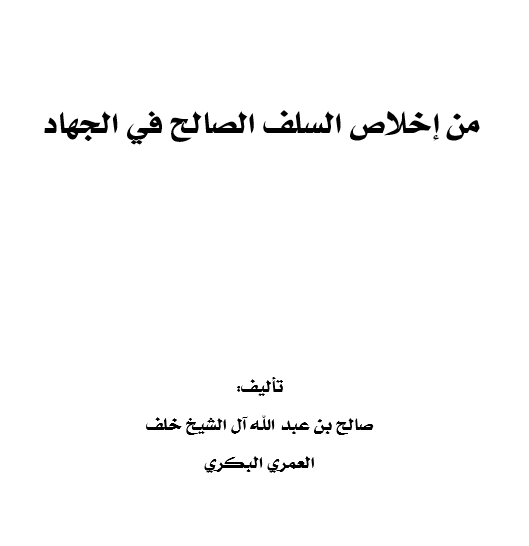 من إخلاص السلف الصالح في الجهاد
تأليف:
صالح بن عبد الله آل الشيخ خلف
العمري البكري